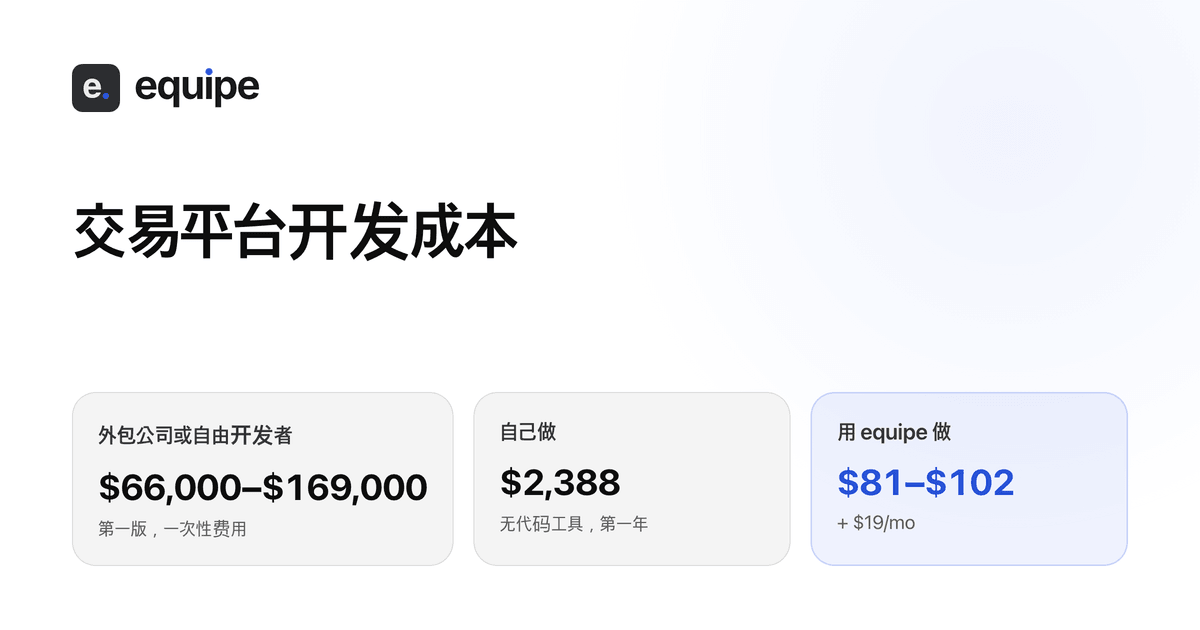 e. equipe
交易平台开发成本
外包公司或自由开发者
$66,000–$169,000
第一版，一次性费用
自己做
$2,388
无代码工具，第一年
用 equipe 做
$81–$102
+ $19/mo